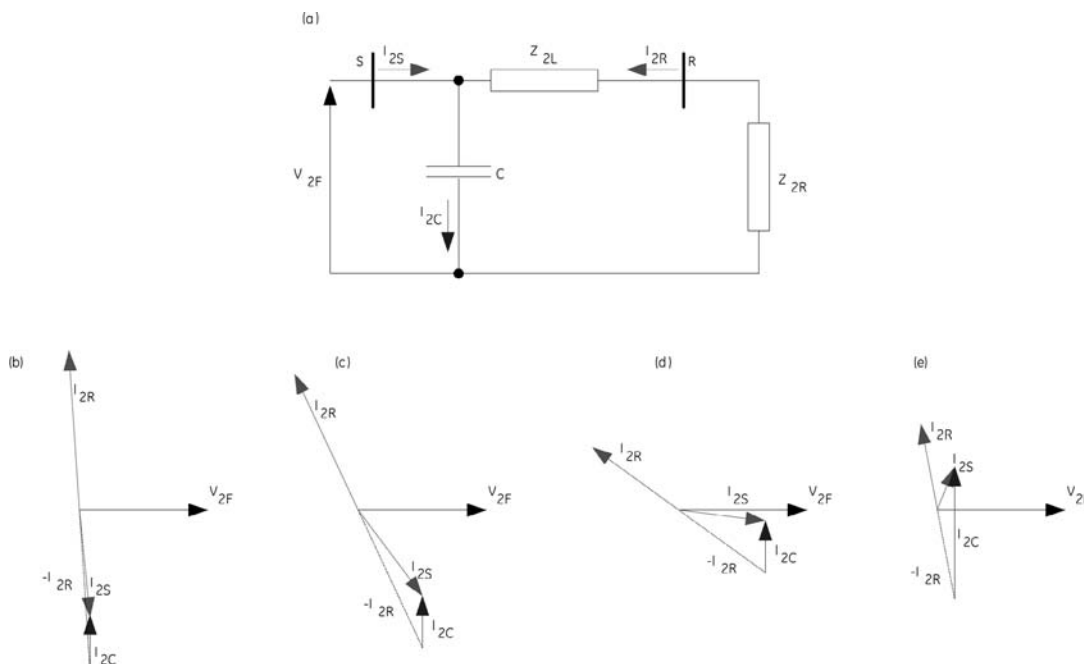 (a)
S
I 2S
Z 2L
I 2R
R
V 2F
C
I 2C
Z 2R
(b)
I 2R
V 2F
-I 2R
I 2S
I 2C
(c)
I 2R
V 2F
I 2S
-I 2R
I 2C
(d)
I 2R
I 2S
V 2F
I 2C
-I 2R
(e)
I 2R
I 2S
V 2F
I 2C
-I 2R